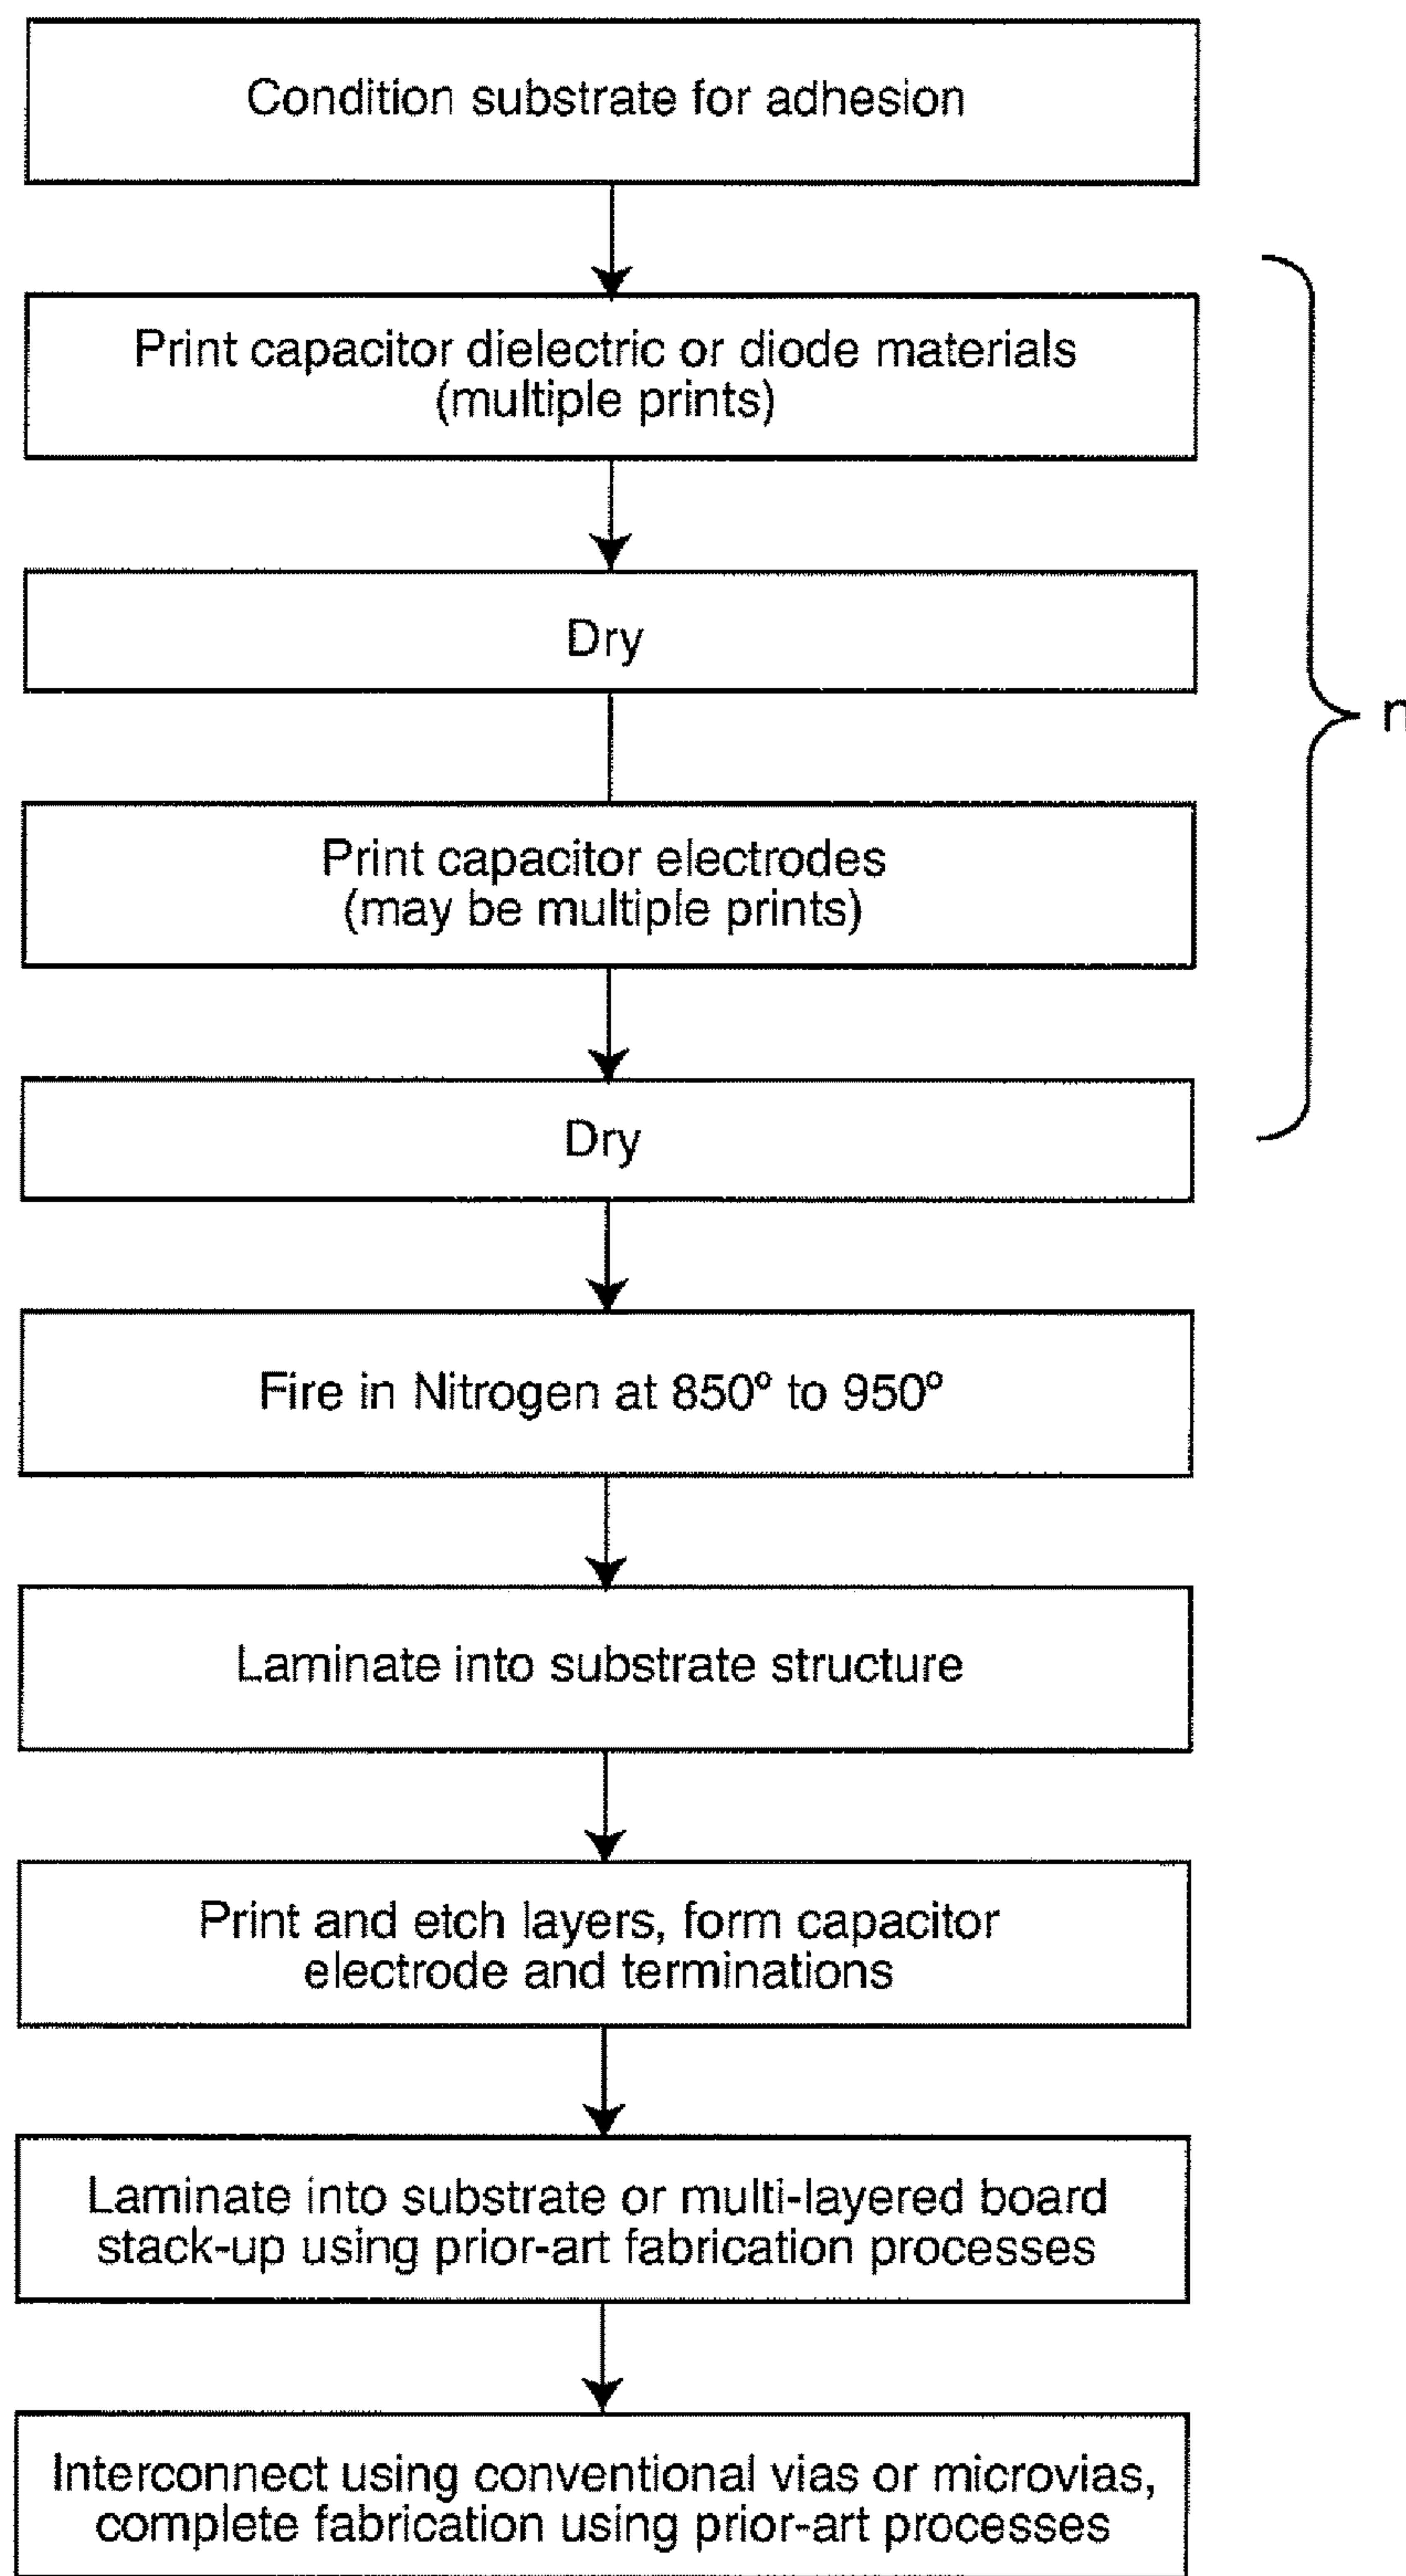 Condition substrate for adhesion
Print capacitor dielectric or diode materials
(multiple prints)
Dry
n
Print capacitor electrodes
(may be multiple prints)
Dry
Fire in Nitrogen at 850º to 950º
Laminate into substrate structure
Print and etch layers, form capacitor
electrode and terminations
Laminate into substrate or multi-layered board
stack-up using prior-art fabrication processes
Interconnect using conventional vias or microvias,
complete fabrication using prior-art processes